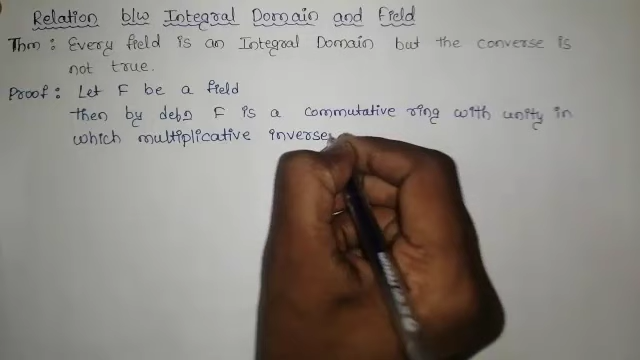 Relation b/w Integral Domain and Field
Thm : Every field is an Integral Domain but the converse is
not true.
Proof : Let F be a field
then by defn F is a commutative ring with unity in
which multiplicative inverse